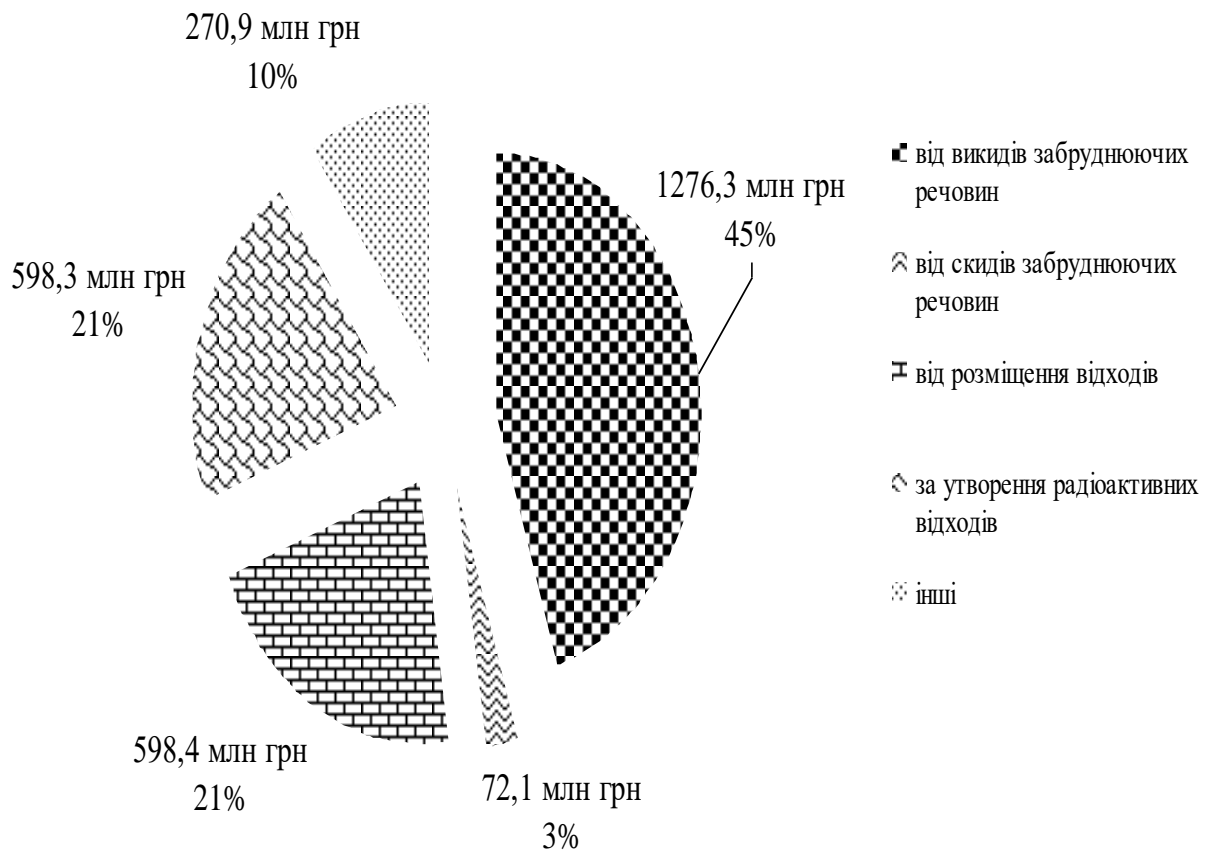 270,9 млн грн
10%
1276,3 млн грн
45%
598,3 млн грн
21%
598,4 млн грн
21%
72,1 млн грн
3%
від викидів забруднюючих
речовин
від скидів забруднюючих
речовин
від розміщення відходів
за утворення радіоактивних
відходів
інші